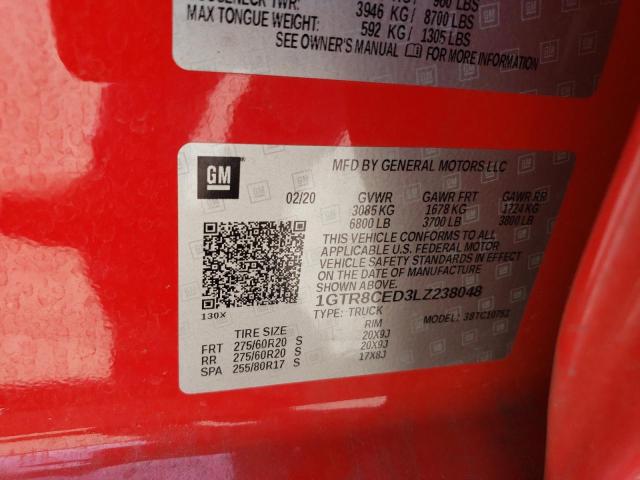 TWR: 3946 KG / 8700 LBS
MAX TONGUE WEIGHT: 592 KG / 1305 LBS
SEE OWNER'S MANUAL FOR MORE INFORMATION
GM
MFD BY GENERAL MOTORS LLC
02/20 GVWR GAWR FRT GAWR RR
3085 KG 1678 KG 1724 KG
6800 LB 3700 LB 3800 LB
THIS VEHICLE CONFORMS TO ALL
APPLICABLE U.S. FEDERAL MOTOR
VEHICLE SAFETY STANDARDS IN EFFECT
ON THE DATE OF MANUFACTURE
SHOWN ABOVE.
1GTR8CED3LZ238048
130X
TYPE: TRUCK MODEL:
TIRE SIZE RIM
FRT 275/60R20 S 20X9J
RR 275/60R20 S 20X9J
SPA 255/80R17 S 17X8J